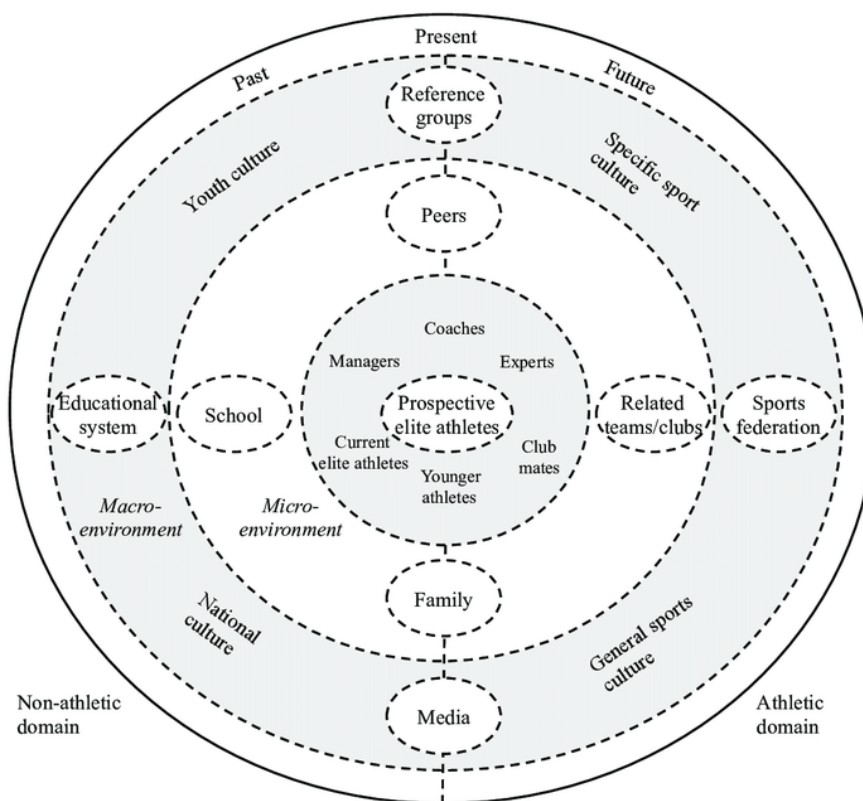 Present
Past
Future
Reference
groups
Youth culture
Specific sport
culture
Peers
Coaches
Managers
Experts
Educational
system
School
Prospective
elite athletes
Related
teams/clubs
Sports
federation
Current
elite athletes
Younger
athletes
Club
mates
Macro-
environment
Micro-
environment
Family
National
culture
General sports
culture
Media
Non-athletic
domain
Athletic
domain